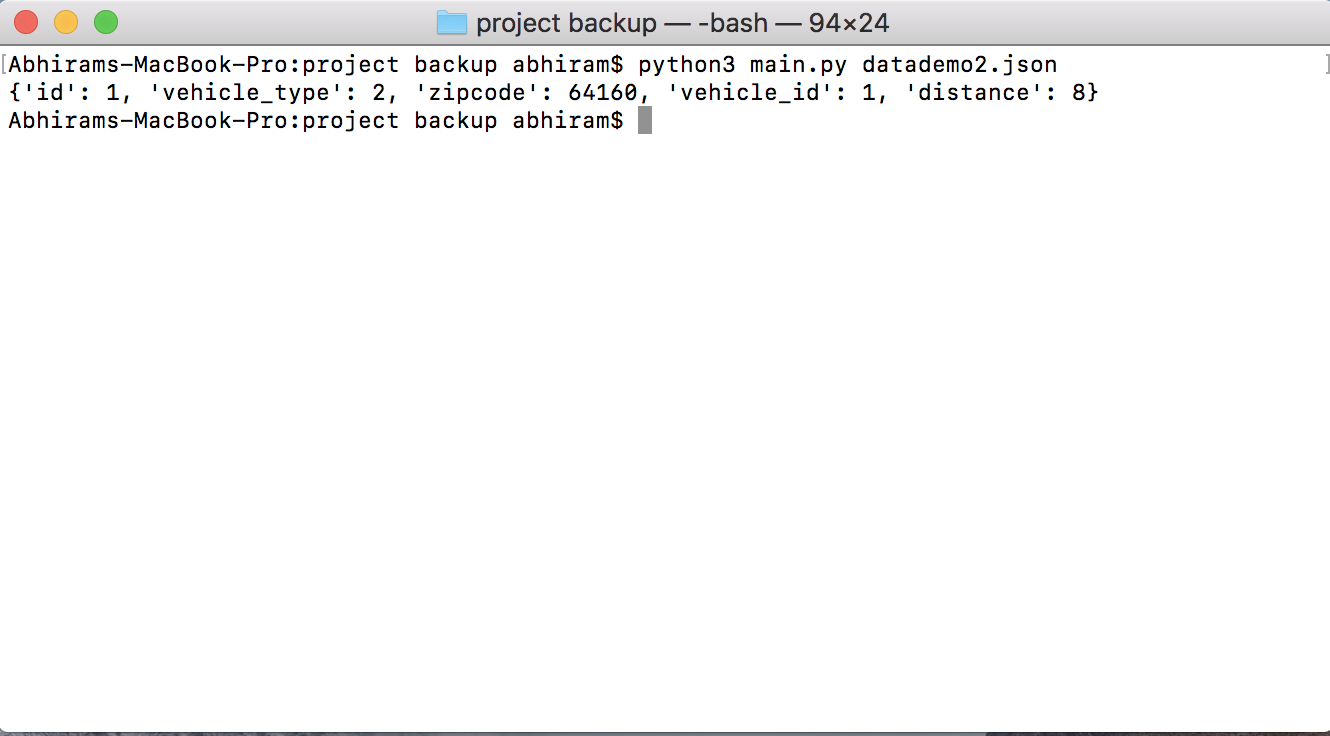 project backup — -bash — 94×24
[Abhirams-MacBook-Pro:project backup abhiram$ python3 main.py datademo2.json ]
{'id': 1, 'vehicle_type': 2, 'zipcode': 64160, 'vehicle_id': 1, 'distance': 8}
Abhirams-MacBook-Pro:project backup abhiram$